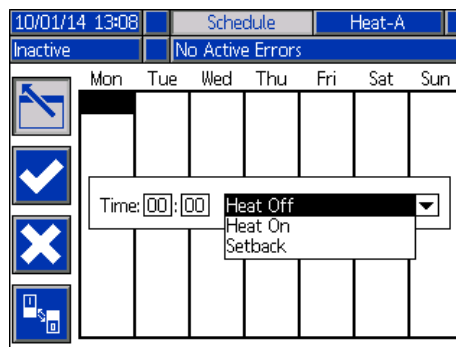 10/01/14 13:08 Schedule Heat-A
Inactive No Active Errors
Mon Tue Wed Thu Fri Sat Sun
Time: 00 : 00 Heat Off
Heat On
Setback